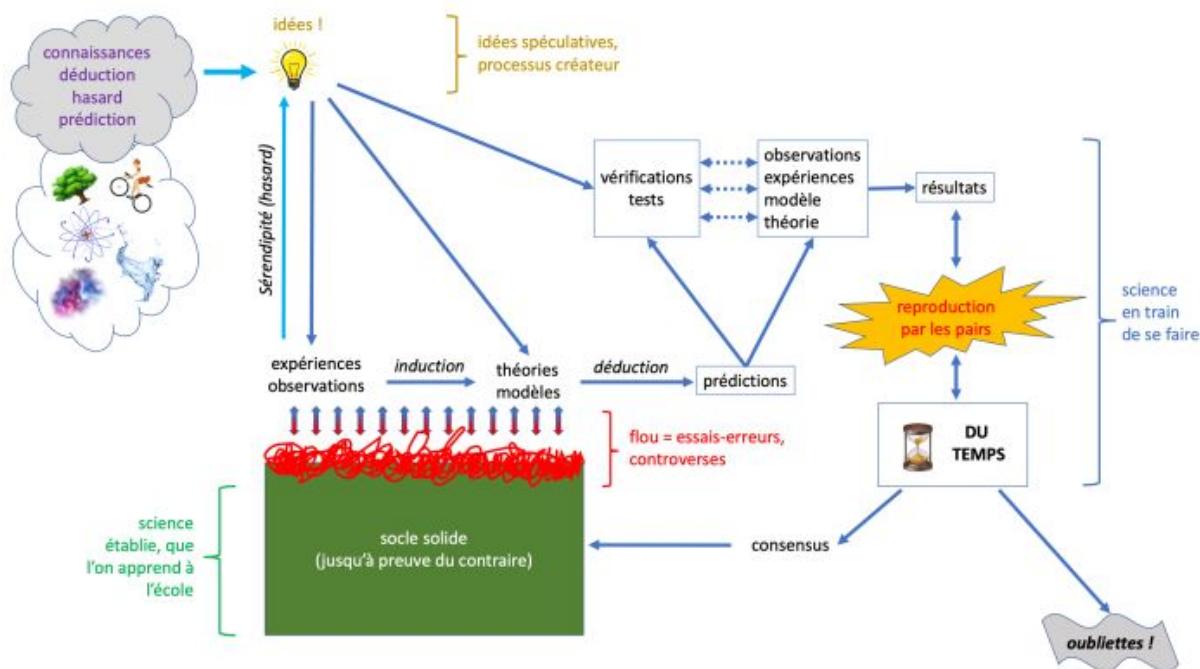 idées !
connaissances
déduction
hasard
prédiction
idées spéculatives,
processus créateur
Sérendipité (hasard)
vérifications
tests
observations
expériences
modèle
théorie
résultats
reproduction
par les pairs
science
en train
de se faire
expériences
observations
induction
théories
modèles
déduction
prédictions
flou = essais-erreurs,
controverses
DU
TEMPS
science
établie, que
l'on apprend à
l'école
socle solide
(jusqu'à preuve du contraire)
consensus
oubliettes !